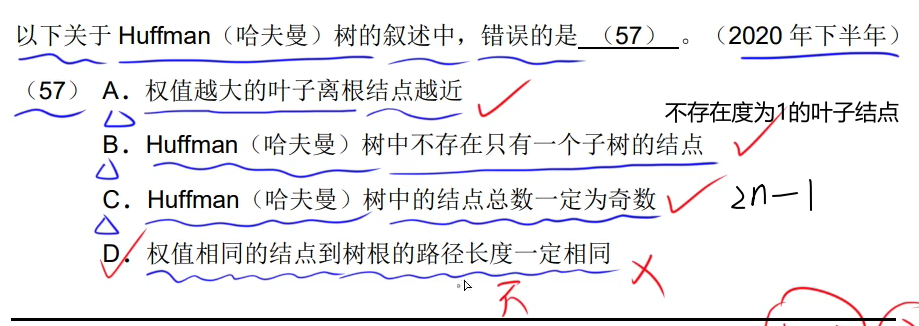 以下关于 Huffman（哈夫曼）树的叙述中，错误的是 （57） 。（2020 年下半年）
（57） A．权值越大的叶子离根结点越近
不存在度为1的叶子结点
B．Huffman（哈夫曼）树中不存在只有一个子树的结点
C．Huffman（哈夫曼）树中的结点总数一定为奇数
2n-1
D．权值相同的结点到树根的路径长度一定相同